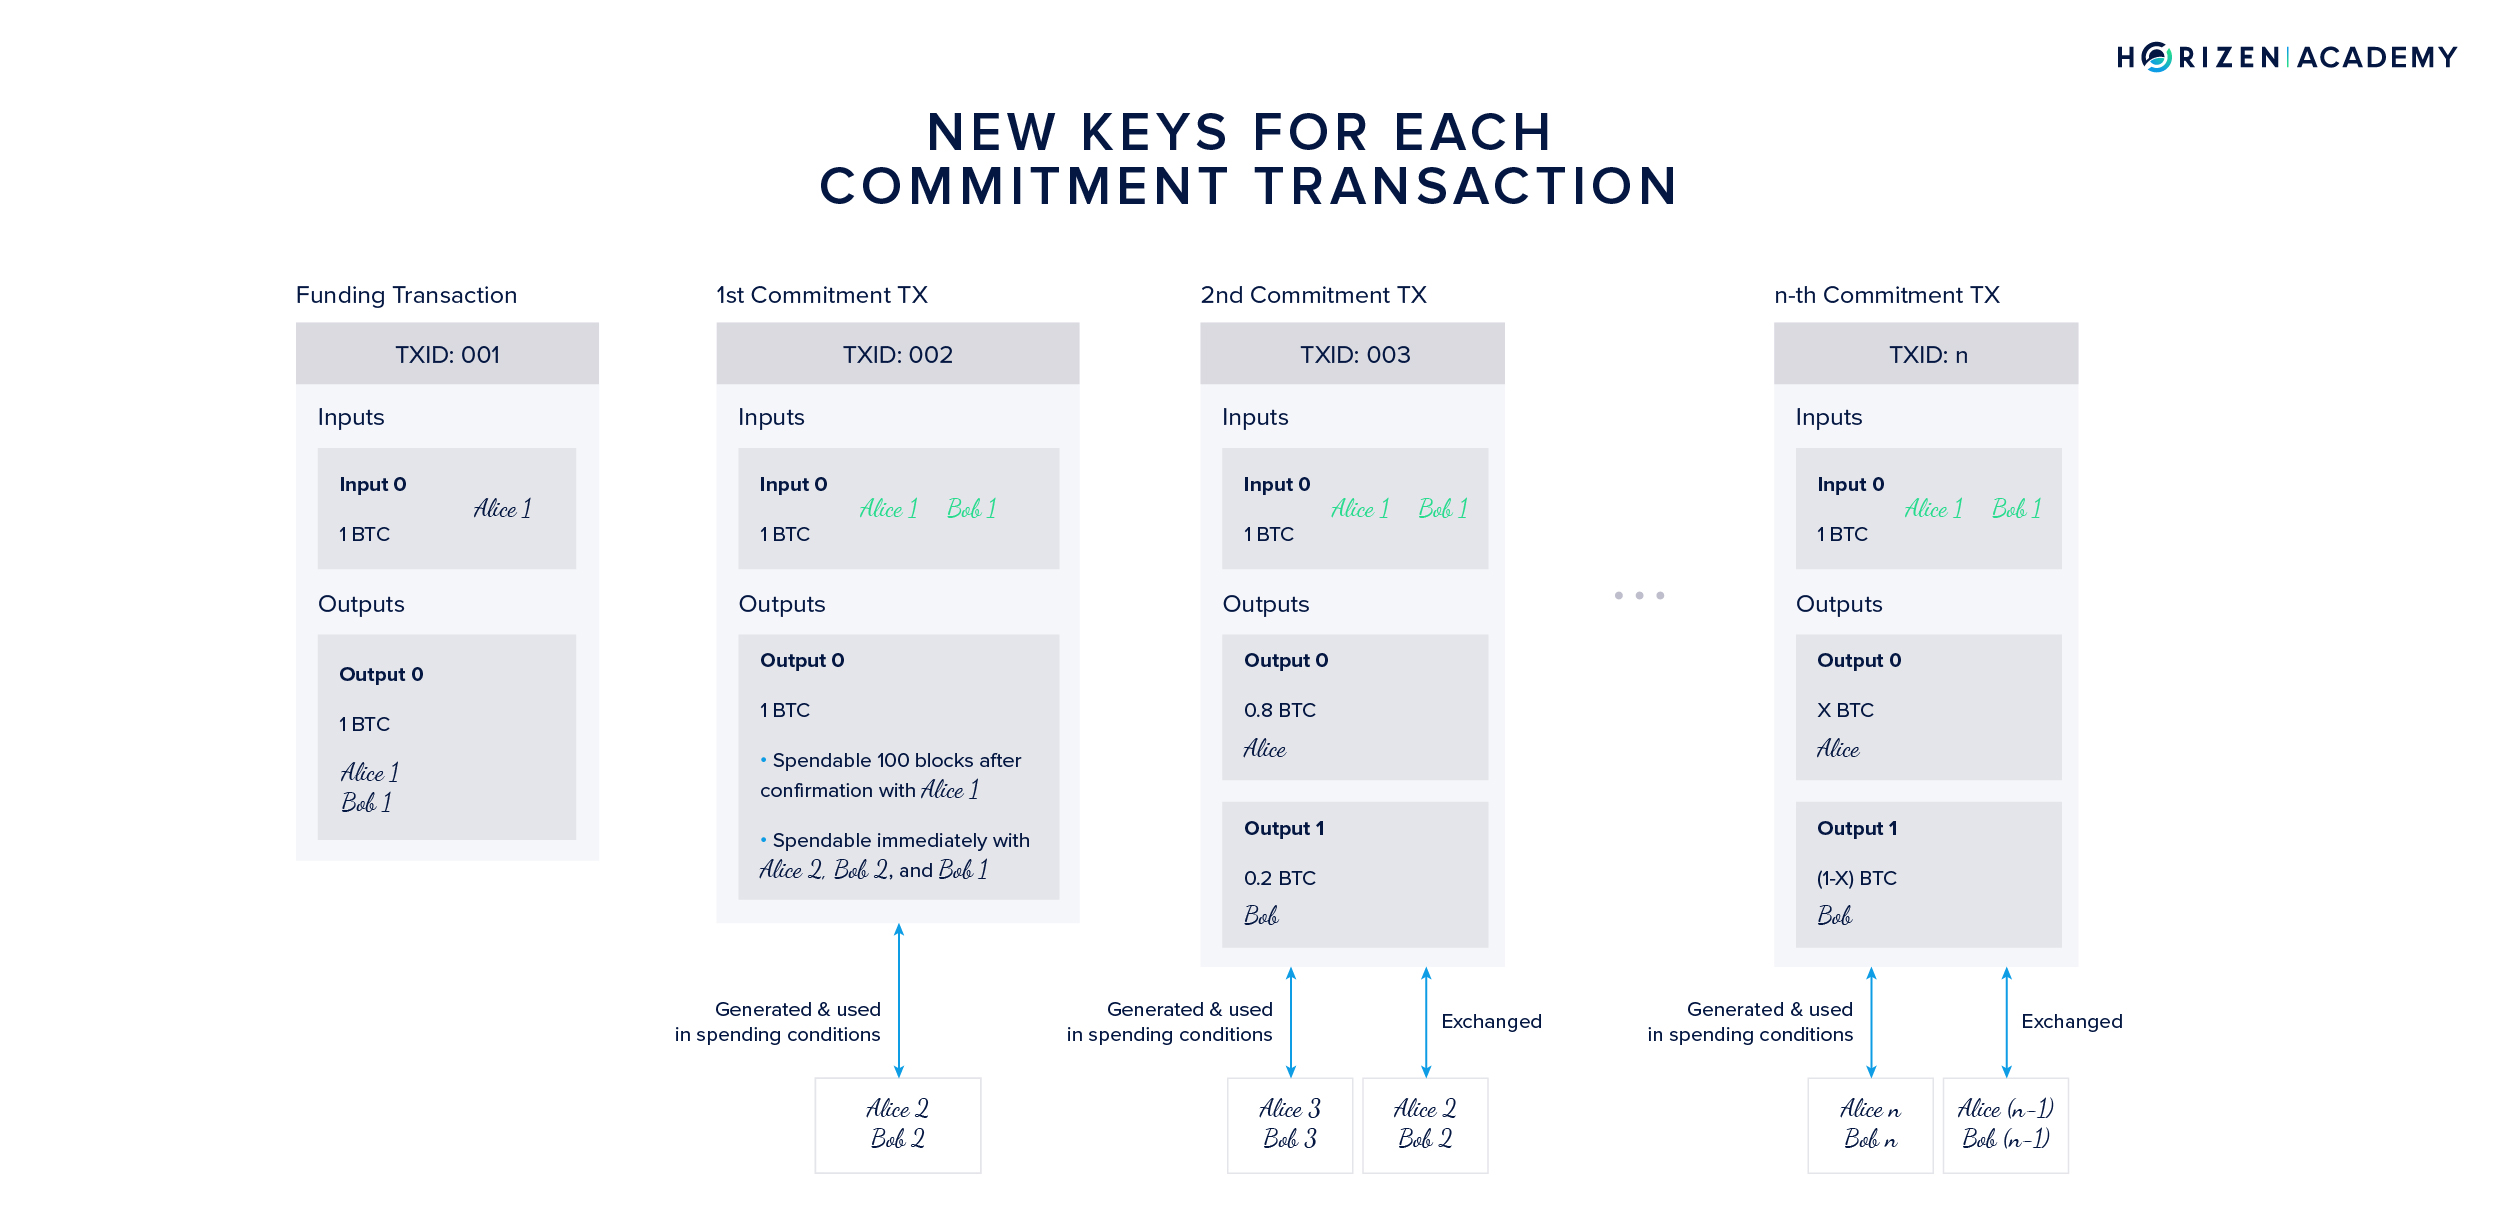 HORIZEN | ACADEMY
NEW KEYS FOR EACH
COMMITMENT TRANSACTION
Funding Transaction
TXID: 001
Inputs
Input 0
Alice 1
1 BTC
Outputs
Output 0
1 BTC
Alice 1
Bob 1
1st Commitment TX
TXID: 002
Inputs
Input 0
Alice 1 Bob 1
1 BTC
Outputs
Output 0
1 BTC
• Spendable 100 blocks after
confirmation with Alice 1
• Spendable immediately with
Alice 2, Bob 2, and Bob 1
Generated & used
in spending conditions
Alice 2
Bob 2
2nd Commitment TX
TXID: 003
Inputs
Input 0
Alice 1 Bob 1
1 BTC
Outputs
Output 0
0.8 BTC
Alice
Output 1
0.2 BTC
Bob
Generated & used
in spending conditions
Exchanged
Alice 3
Bob 3
Alice 2
Bob 2
• • •
n-th Commitment TX
TXID: n
Inputs
Input 0
Alice 1 Bob 1
1 BTC
Outputs
Output 0
X BTC
Alice
Output 1
(1-X) BTC
Bob
Generated & used
in spending conditions
Exchanged
Alice n
Bob n
Alice (n-1)
Bob (n-1)